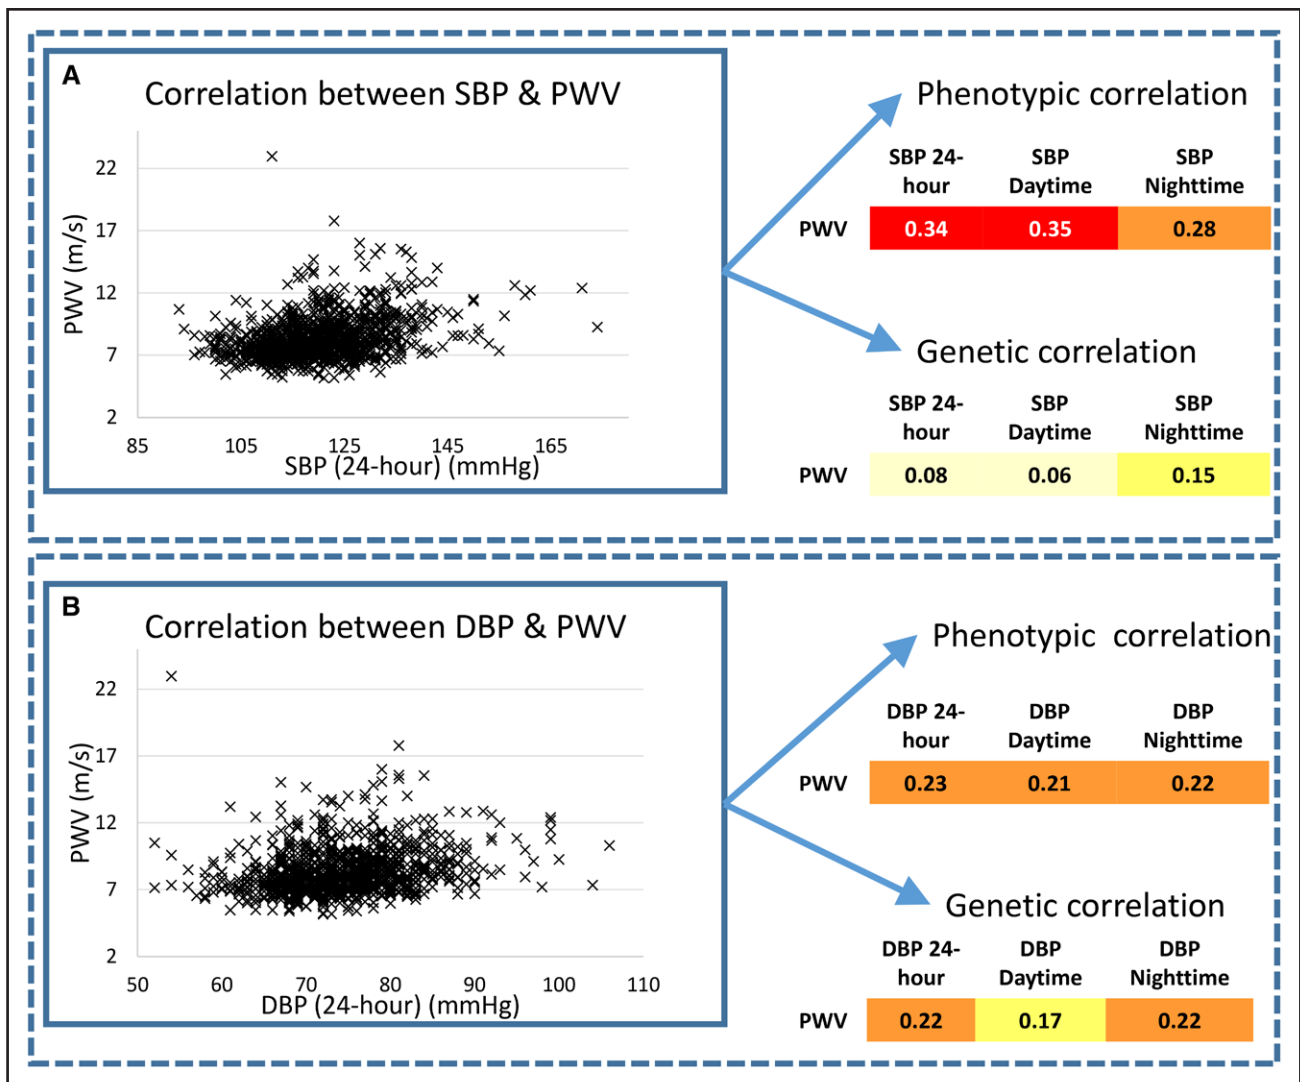 A
Correlation between SBP & PWV
PWV (m/s)
22
17
12
7
2
85 105 125 145 165
SBP (24-hour) (mmHg)
Phenotypic correlation
SBP 24- SBP SBP
hour Daytime Nighttime
PWV 0.34 0.35 0.28
Genetic correlation
SBP 24- SBP SBP
hour Daytime Nighttime
PWV 0.08 0.06 0.15
B
Correlation between DBP & PWV
PWV (m/s)
22
17
12
7
2
50 60 70 80 90 100 110
DBP (24-hour) (mmHg)
Phenotypic correlation
DBP 24- DBP DBP
hour Daytime Nighttime
PWV 0.23 0.21 0.22
Genetic correlation
DBP 24- DBP DBP
hour Daytime Nighttime
PWV 0.22 0.17 0.22